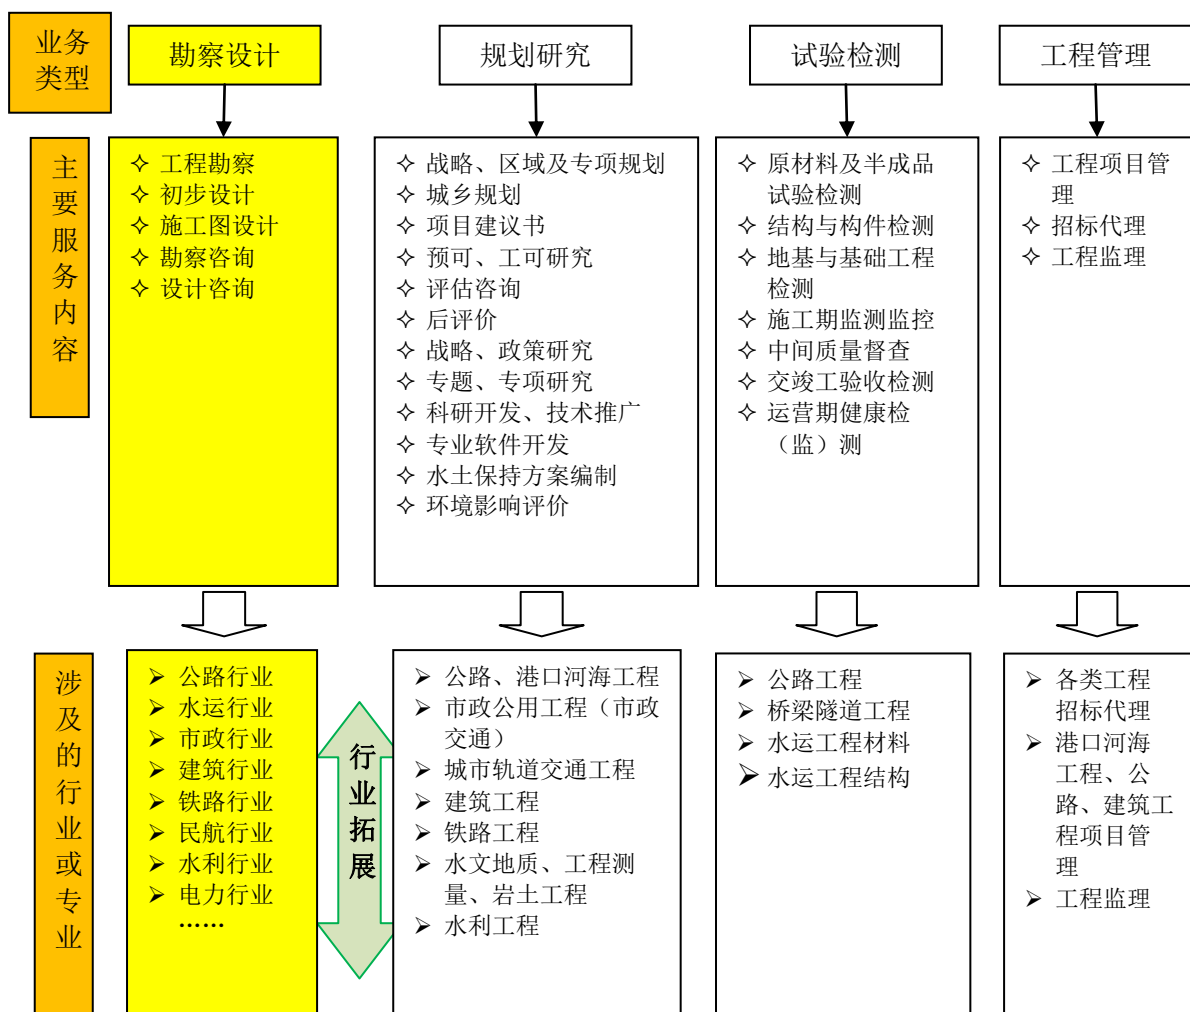 业务
类型
勘察设计
规划研究
试验检测
工程管理
主
要
服
务
内
容
✧ 工程勘察
✧ 初步设计
✧ 施工图设计
✧ 勘察咨询
✧ 设计咨询
✧ 战略、区域及专项规划
✧ 城乡规划
✧ 项目建议书
✧ 预可、工可研究
✧ 评估咨询
✧ 后评价
✧ 战略、政策研究
✧ 专题、专项研究
✧ 科研开发、技术推广
✧ 专业软件开发
✧ 水土保持方案编制
✧ 环境影响评价
✧ 原材料及半成品
试验检测
✧ 结构与构件检测
✧ 地基与基础工程
检测
✧ 施工期监测监控
✧ 中间质量督查
✧ 交竣工验收检测
✧ 运营期健康检
（监）测
✧ 工程项目管
理
✧ 招标代理
✧ 工程监理
涉
及
的
行
业
或
专
业
➢ 公路行业
➢ 水运行业
➢ 市政行业
➢ 建筑行业
➢ 铁路行业
➢ 民航行业
➢ 水利行业
➢ 电力行业
……
行
业
拓
展
➢ 公路、港口河海工程
➢ 市政公用工程（市政
交通）
➢ 城市轨道交通工程
➢ 建筑工程
➢ 铁路工程
➢ 水文地质、工程测
量、岩土工程
➢ 水利工程
➢ 公路工程
➢ 桥梁隧道工程
➢ 水运工程材料
➢ 水运工程结构
➢ 各类工程
招标代理
➢ 港口河海
工程、公
路、建筑工
程项目管
理
➢ 工程监理